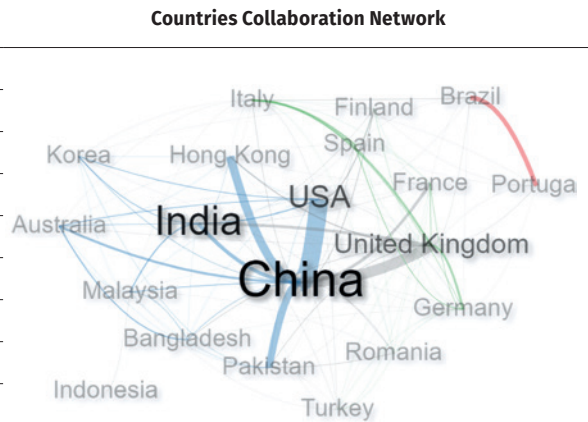 Countries Collaboration Network
Italy
Finland
Brazil
Spain
Korea
Hong Kong
France
Portuga
USA
Australia
India
United Kingdom
China
Malaysia
Germany
Bangladesh
Romania
Pakistan
Indonesia
Turkey